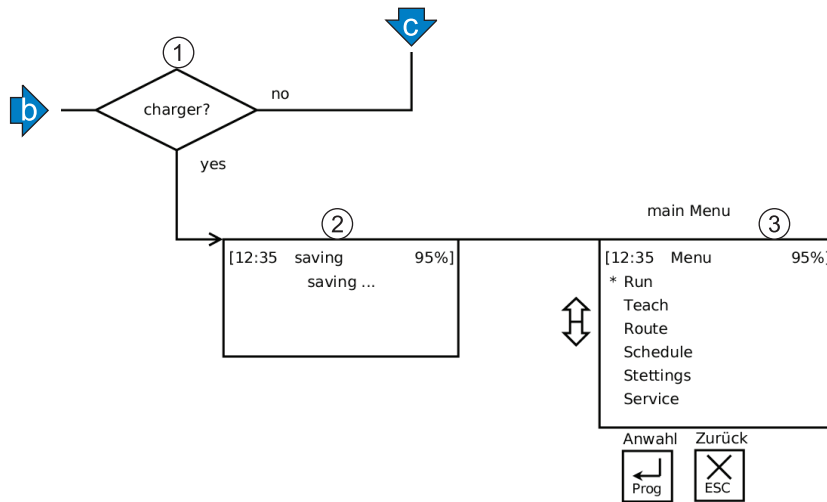 c
1
b
charger?
no
yes
main Menu
2
3
[12:35 saving 95%]
saving ...
[12:35 Menu 95%]
* Run
Teach
Route
Schedule
Stettings
Service
Anwahl Zurück
Prog ESC